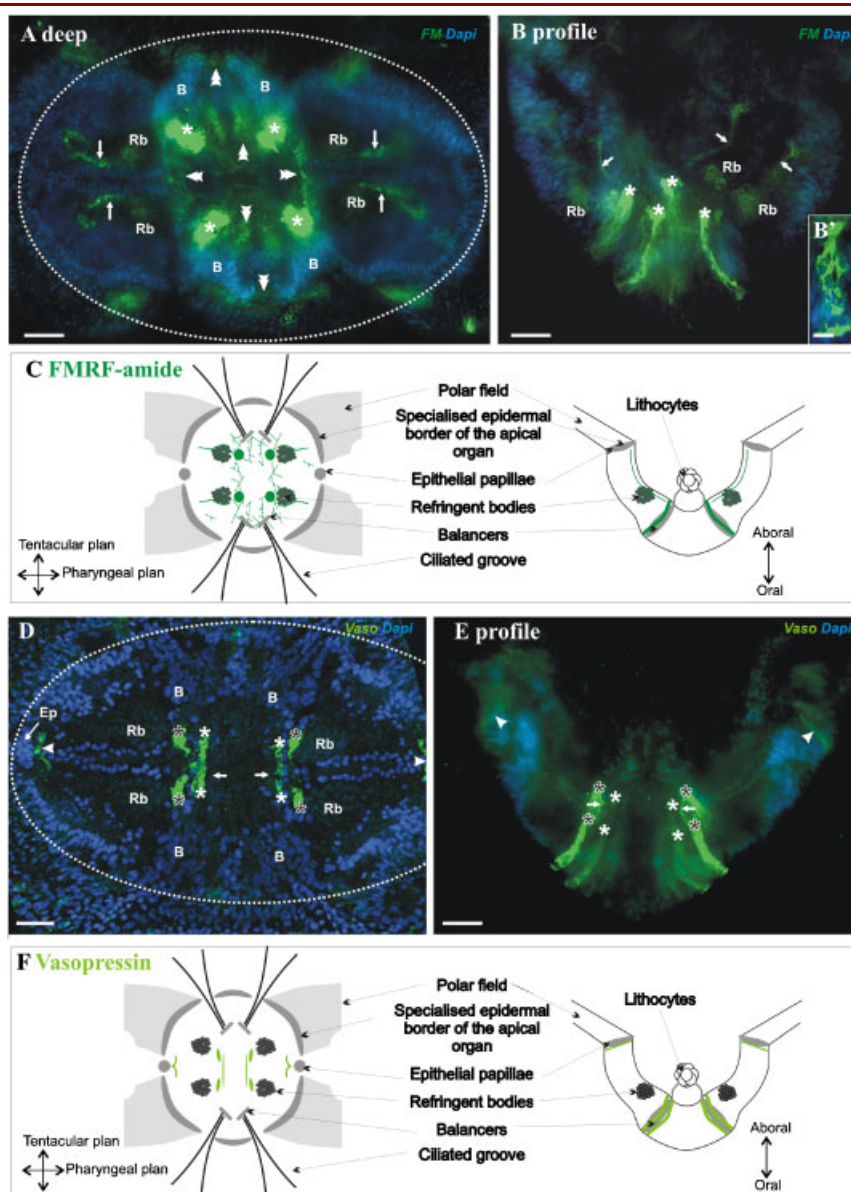 A deep
FM Dapi
B
B
*
*
Rb
Rb
Rb
Rb
*
*
B
B
B profile
FM Dapi
Rb
*
*
*
*
Rb
Rb
B'
C FMRF-amide
Polar field
Specialised epidermal
border of the apical
organ
Epithelial papillae
Refringent bodies
Balancers
Ciliated groove
Lithocytes
Tentacular plan
Pharyngeal plan
Aboral
Oral
D
Vaso Dapi
B
B
Ep
Rb
Rb
*
*
*
*
Rb
Rb
*
*
*
*
B
B
E profile
Vaso Dapi
*
*
*
*
*
*
*
*
F Vasopressin
Polar field
Specialised epidermal
border of the apical
organ
Epithelial papillae
Refringent bodies
Balancers
Ciliated groove
Lithocytes
Tentacular plan
Pharyngeal plan
Aboral
Oral